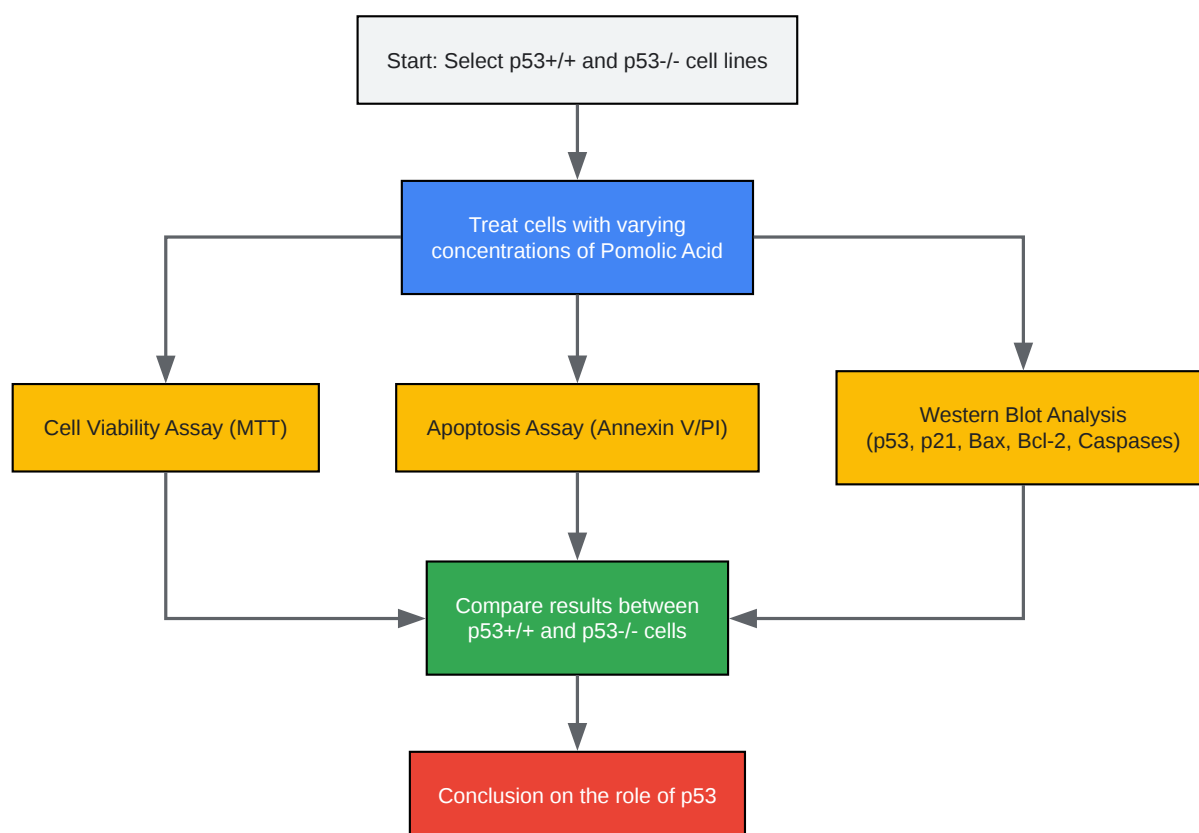 Start: Select p53+/+ and p53-/- cell lines
Treat cells with varying
concentrations of Pomolic Acid
Cell Viability Assay (MTT)
Apoptosis Assay (Annexin V/PI)
Western Blot Analysis
(p53, p21, Bax, Bcl-2, Caspases)
Compare results between
p53+/+ and p53-/- cells
Conclusion on the role of p53